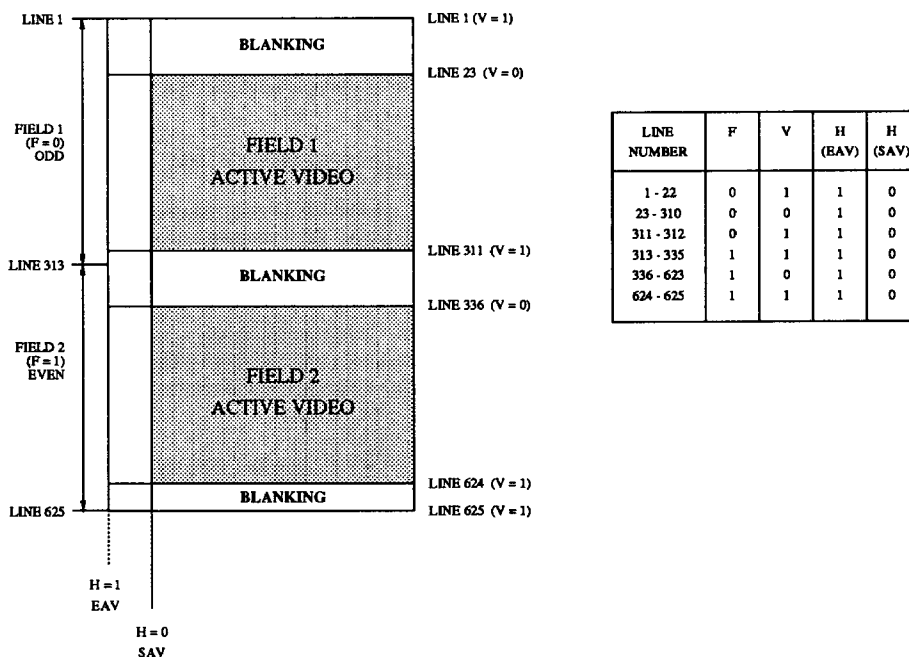 LINE 1
LINE 1 (V = 1)
BLANKING
LINE 23 (V = 0)
FIELD 1
(F = 0)
ODD
FIELD 1
ACTIVE VIDEO
LINE 311 (V = 1)
LINE 313
BLANKING
LINE 336 (V = 0)
FIELD 2
(F = 1)
EVEN
FIELD 2
ACTIVE VIDEO
LINE 624 (V = 1)
BLANKING
LINE 625
LINE 625 (V = 1)
H = 1
EAV
H = 0
SAV
LINE NUMBER F V H (EAV) H (SAV)
1 - 22 0 1 1 0
23 - 310 0 0 1 0
311 - 312 0 1 1 0
313 - 335 1 1 1 0
336 - 623 1 0 1 0
624 - 625 1 1 1 0